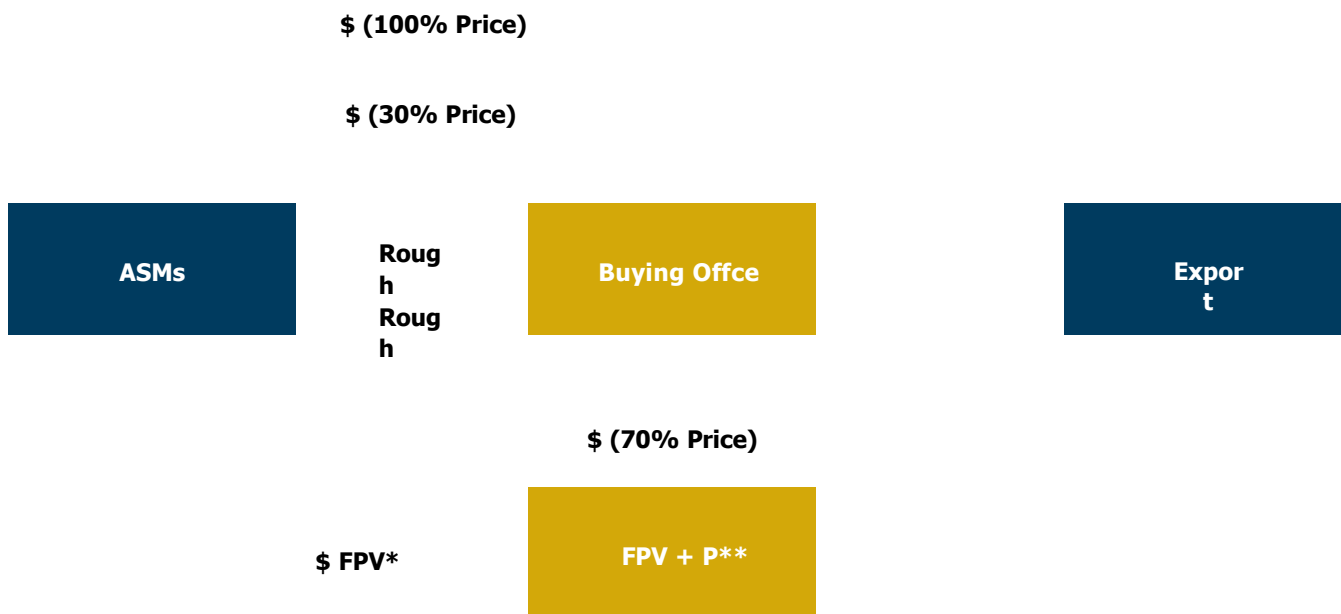 $ (100% Price)
$ (30% Price)
ASMs
Roug
h
Roug
h
Buying Offce
Expor
t
$ (70% Price)
$ FPV*
FPV + P**